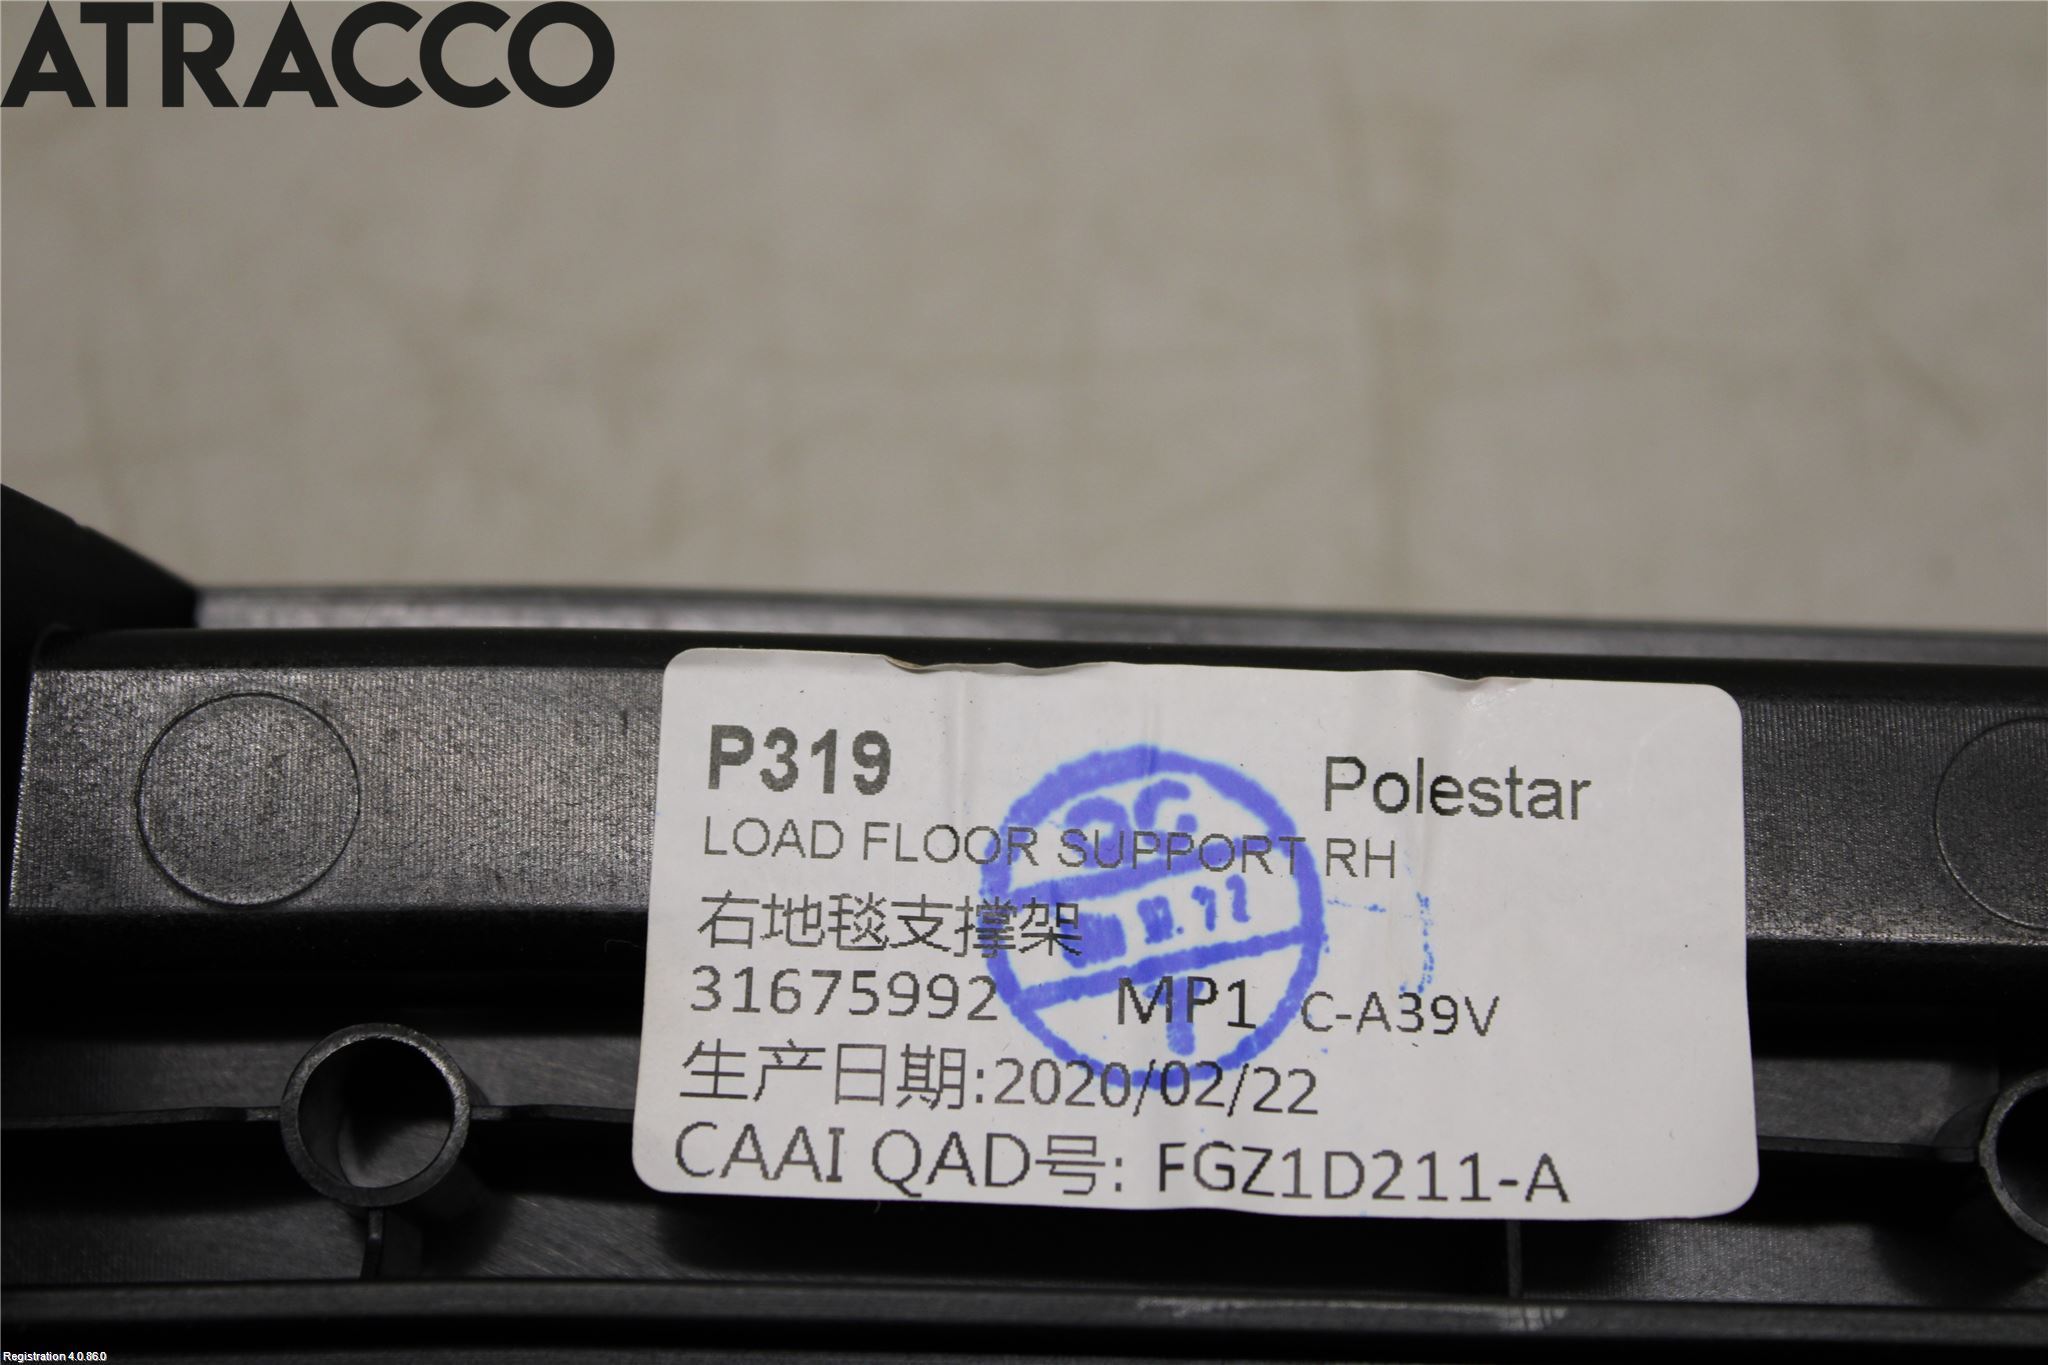 ATRACCO
P319
Polestar
LOAD FLOOR SUPPORT RH
右地毯支撑架
31675992 MP1 C-A39V
生产日期:2020/02/22
CAAI QAD号: FGZ1D211-A
Registration 4.0.86.0